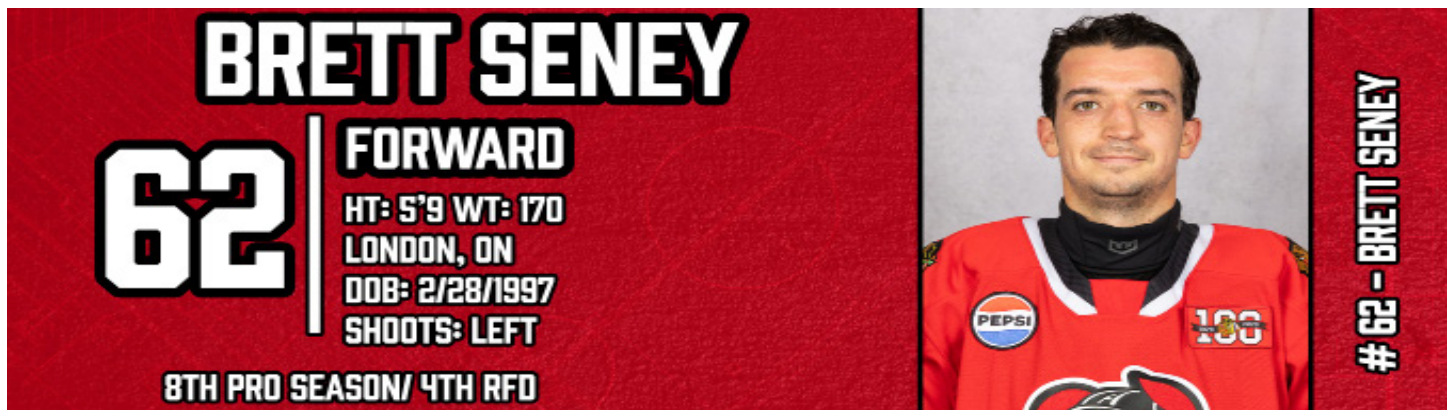 BRETT SENEY
62
FORWARD
HT: 5'9 WT: 170
LONDON, ON
DOB: 2/28/1997
SHOOTS: LEFT
8TH PRO SEASON/ 4TH RFD
PEPSI
100
# 62 - BRETT SENEY